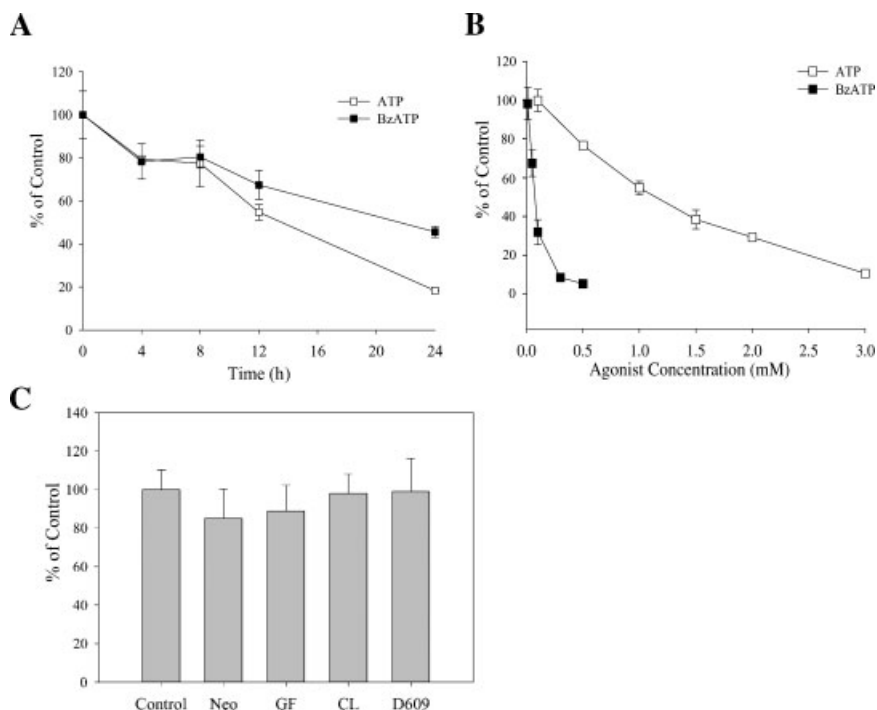 A
120
100
80
60
40
20
0
% of Control
ATP
BzATP
0 4 8 12 16 20 24
Time (h)
B
120
100
80
60
40
20
0
% of Control
ATP
BzATP
0.0 0.5 1.0 1.5 2.0 2.5 3.0
Agonist Concentration (mM)
C
140
120
100
80
60
40
20
0
% of Control
Control Neo GF CL D609